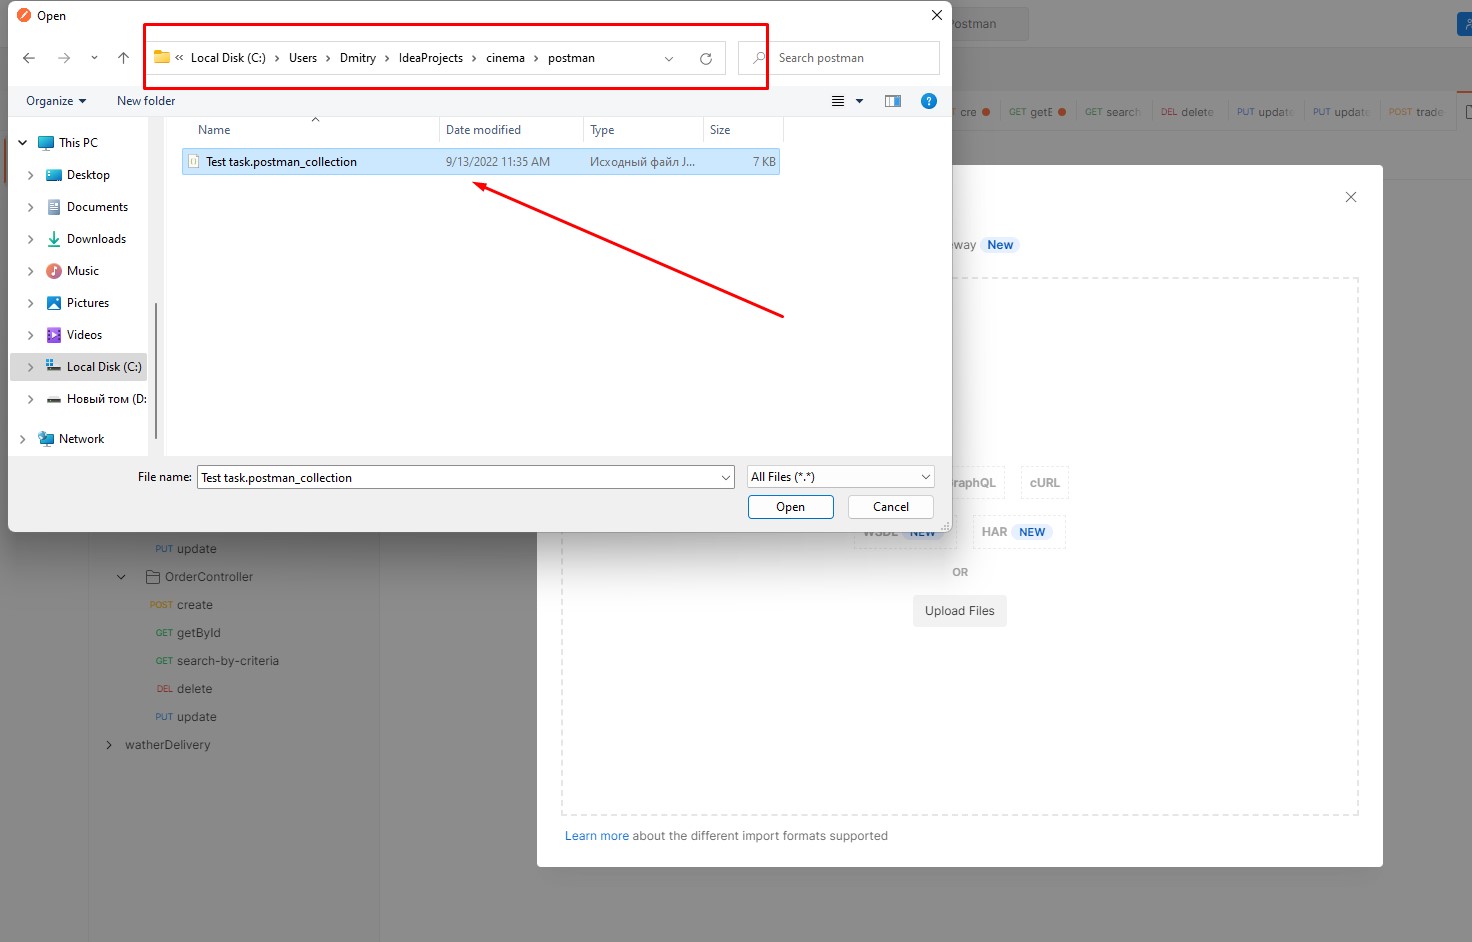 Open
« Local Disk (C:) > Users > Dmitry > IdeaProjects > cinema > postman
Search postman
Postman
Organize
New folder
cre
GET getE
GET search
DEL delete
PUT update
PUT update
POST trade
Name
Date modified
Type
Size
This PC
Test task.postman_collection 9/13/2022 11:35 AM Исходный файл J... 7 KB
Desktop
Documents
Downloads
way New
Music
Pictures
Videos
Local Disk (C:)
Новый том (D:
Network
File name: Test task.postman_collection
All Files (*.*)
raphQL
cURL
Open
Cancel
WSDL NEW
HAR NEW
PUT update
OrderController
OR
POST create
Upload Files
GET getById
GET search-by-criteria
DEL delete
PUT update
watherDelivery
Learn more about the different import formats supported